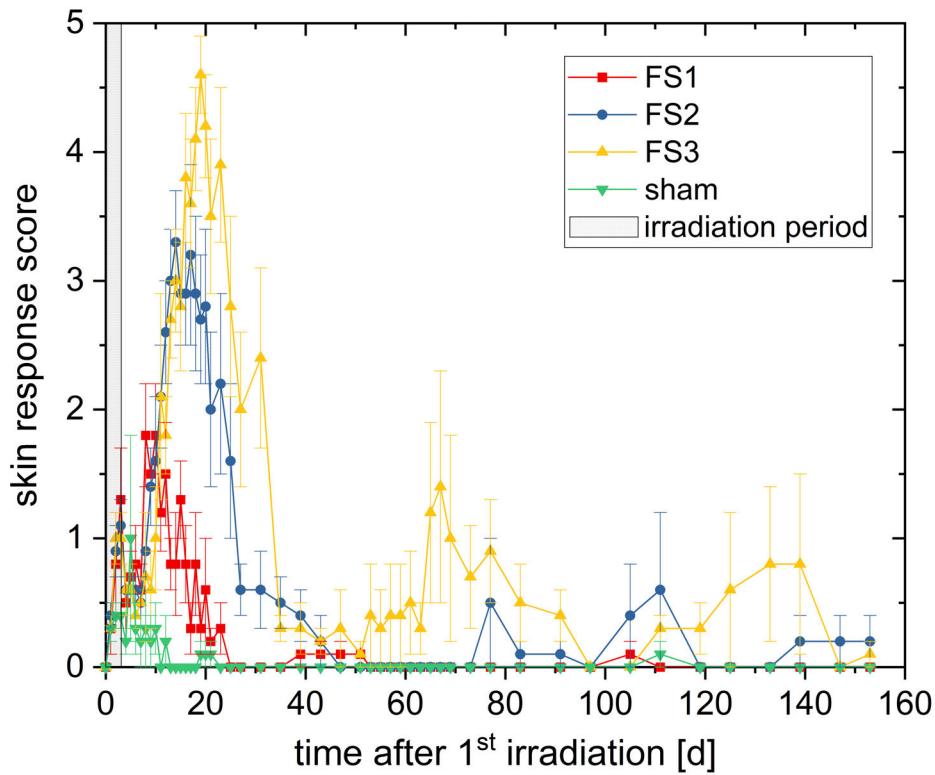 5
4
3
2
1
0
skin response score
FS1
FS2
FS3
sham
irradiation period
0 20 40 60 80 100 120 140 160
time after 1st irradiation [d]